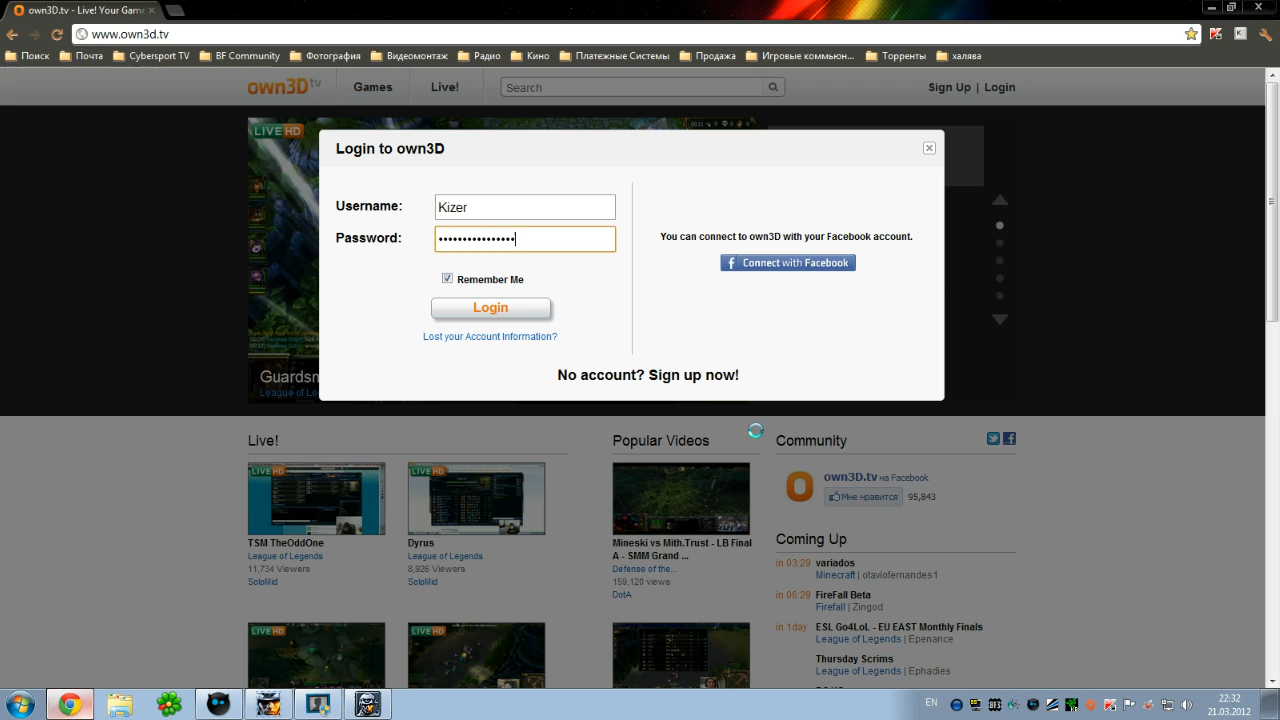 own3D.tv - Live! Your Game
www.own3d.tv
Поиск Почта Cybersport TV BF Community Фотография Видеомонтаж Радио Кино Платежные Системы Продажа Игровые коммьюн... Торренты халява
own3D tv Games Live! Search Sign Up | Login
LIVE HD
Login to own3D
Username: Kizer
Password: ••••••••••••••••
You can connect to own3D with your Facebook account.
Connect with Facebook
Remember Me
Login
Lost your Account Information?
No account? Sign up now!
Guardsm
League of Le
Live!
LIVE HD
TSM TheOddOne
League of Legends
11,734 Viewers
SoloMid
LIVE HD
Dyrus
League of Legends
8,926 Viewers
SoloMid
LIVE HD
LIVE HD
Popular Videos
Mineski vs Mith.Trust - LB Final
A - SMM Grand ...
Defense of the...
159,120 views
DotA
Community
own3D.tv на Facebook
Мне нравится 95,843
Coming Up
in 03:29 variados
Minecraft | otaviofernandes1
in 06:29 FireFall Beta
Firefall | Zingod
in 1day ESL Go4LoL - EU EAST Monthly Finals
League of Legends | Epenance
Thursday Scrims
League of Legends | Ephadies
EN
22:32
21.03.2012